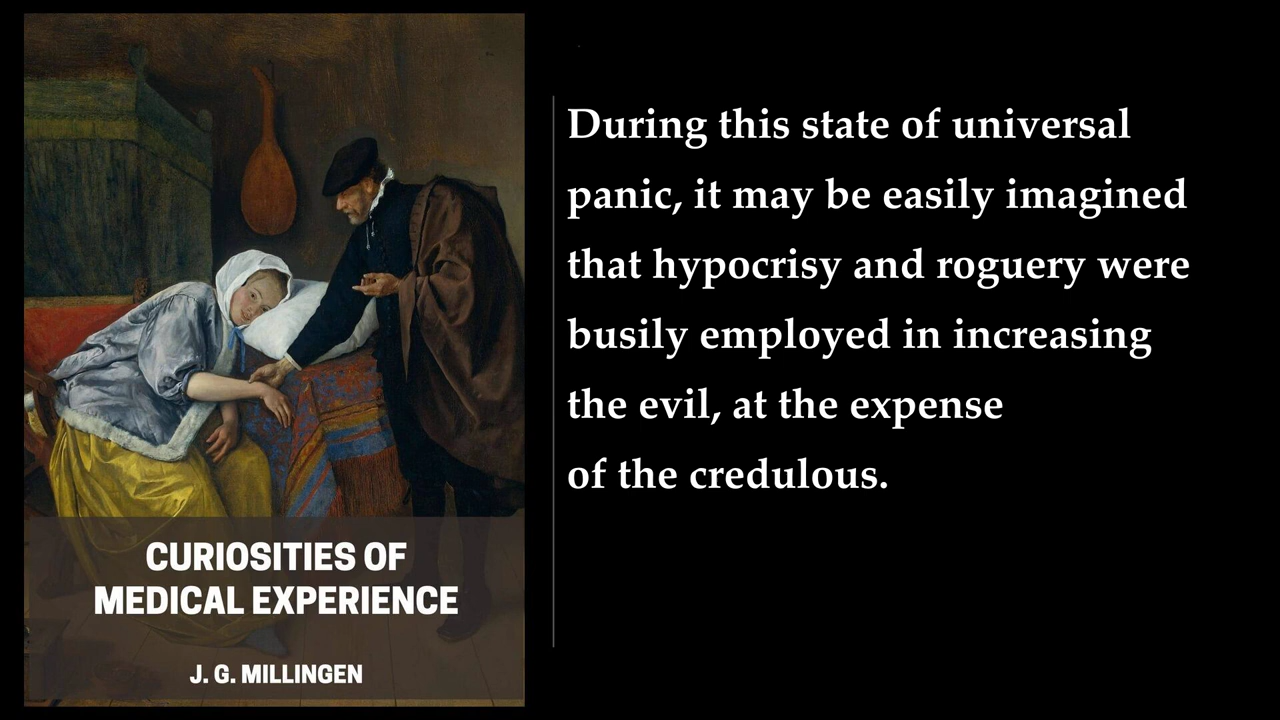 During this state of universal
panic, it may be easily imagined
that hypocrisy and roguery were
busily employed in increasing
the evil, at the expense
of the credulous.
CURIOSITIES OF
MEDICAL EXPERIENCE
J. G. MILLINGEN